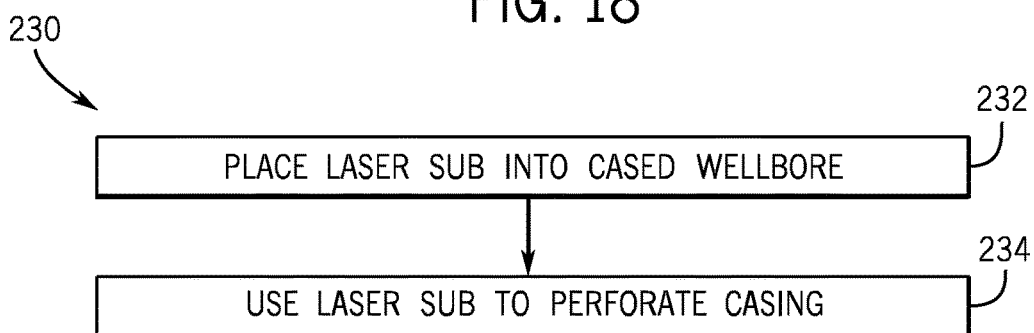 FIG. 18
230
232
PLACE LASER SUB INTO CASED WELLBORE
234
USE LASER SUB TO PERFORATE CASING